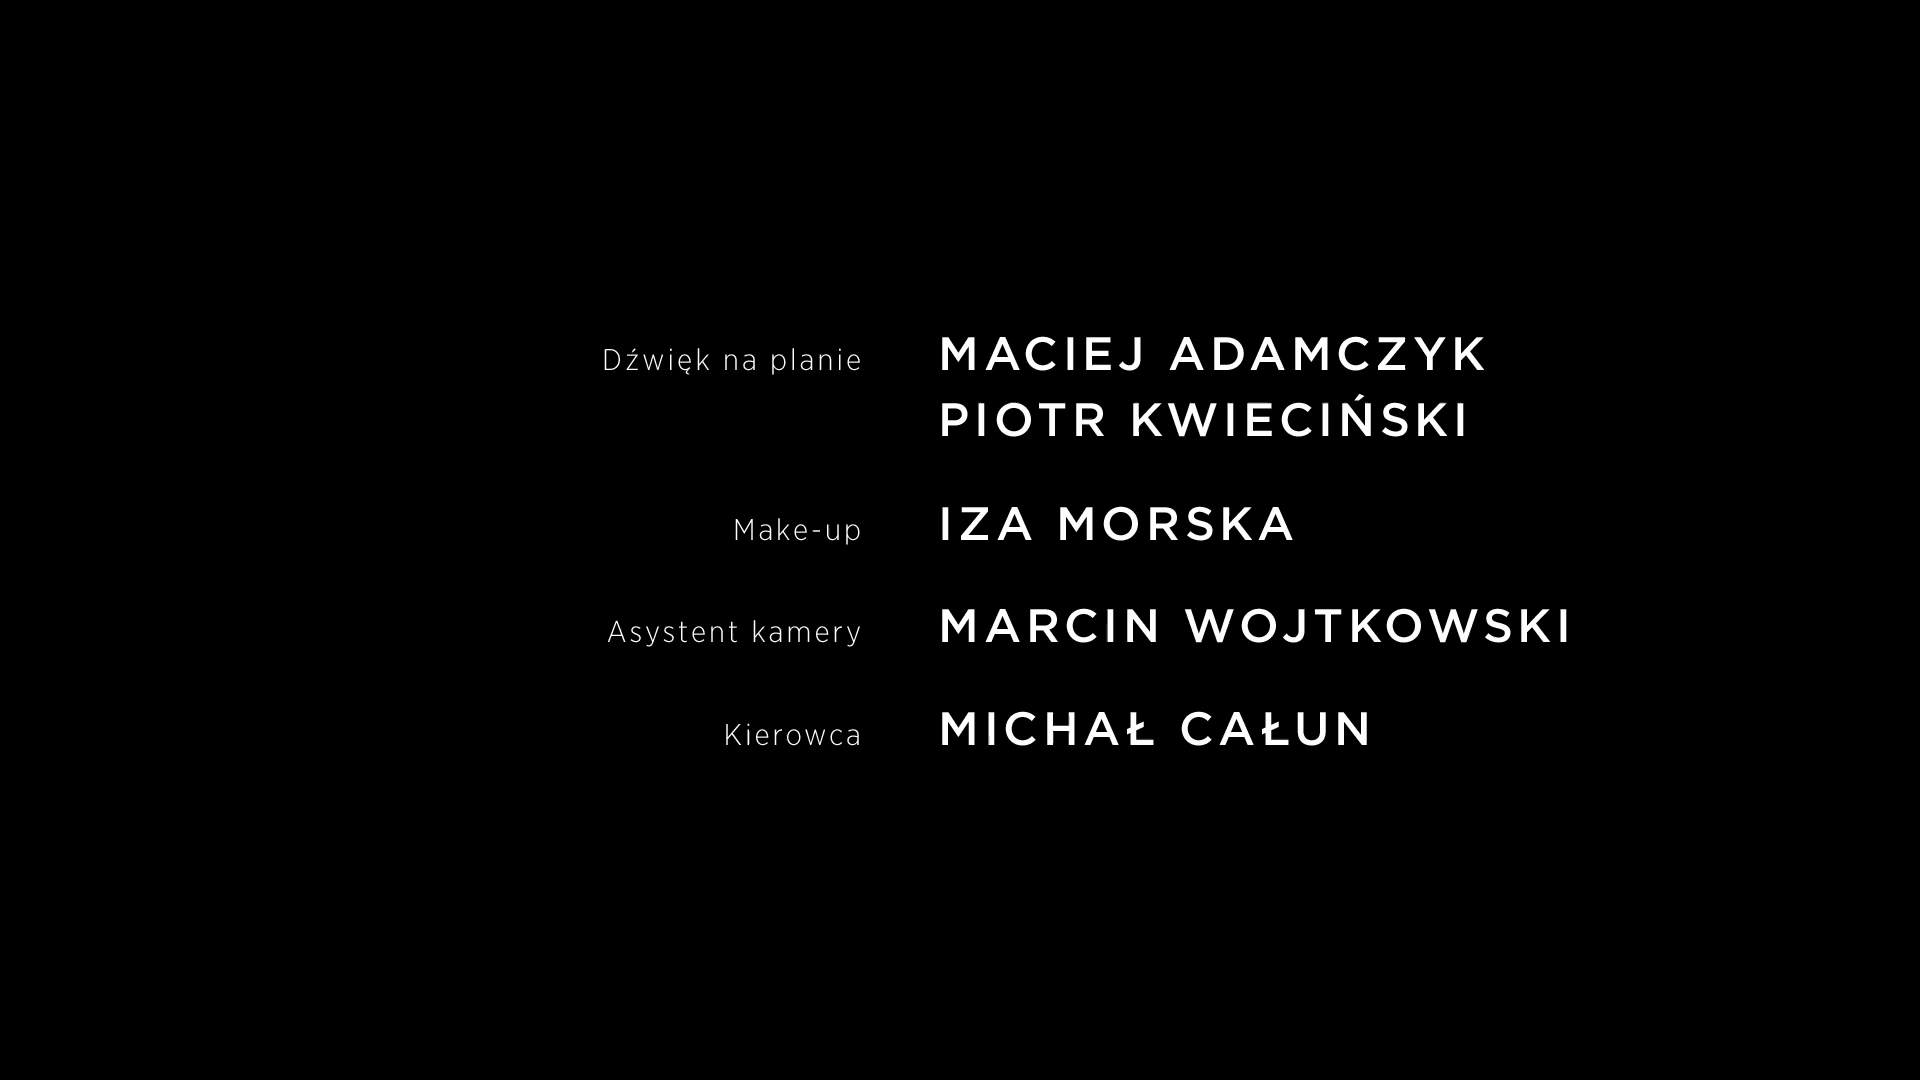 Dźwięk na planie MACIEJ ADAMCZYK
PIOTR KWIECIŃSKI
Make-up IZA MORSKA
Asystent kamery MARCIN WOJTKOWSKI
Kierowca MICHAŁ CAŁUN